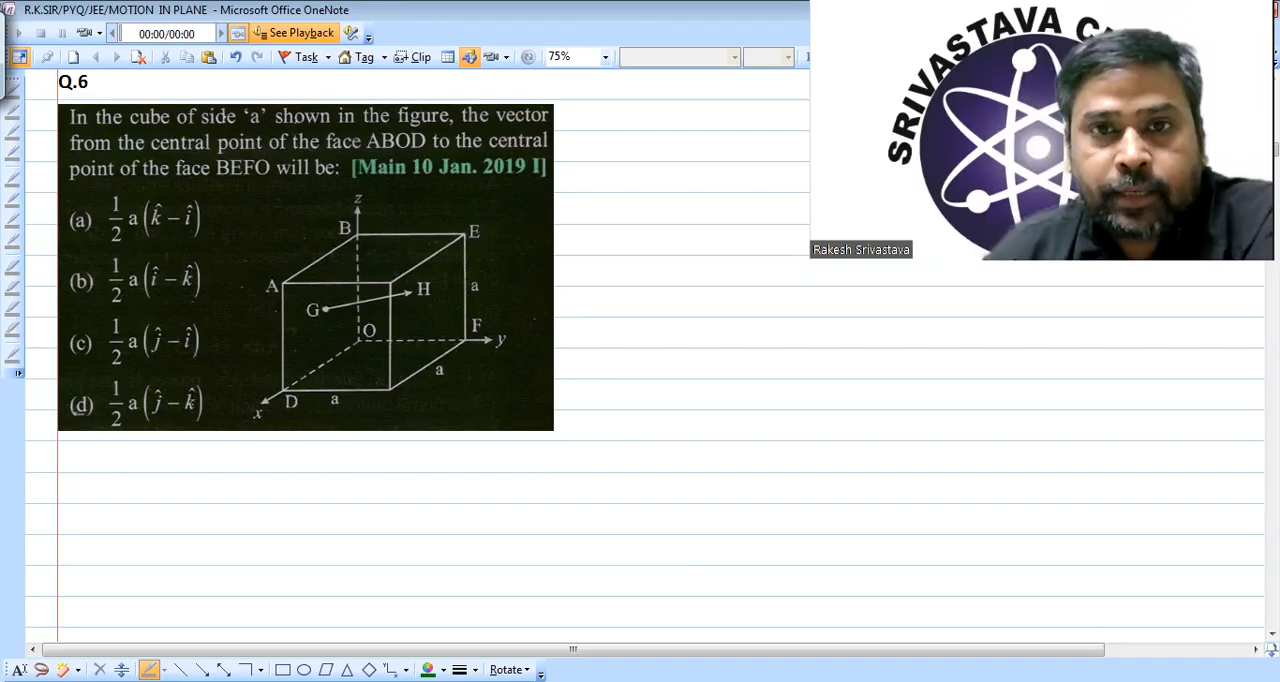 R.K.SIR/PYQ/JEE/MOTION IN PLANE - Microsoft Office OneNote
00:00/00:00
See Playback
Task
Tag
Clip
75%
Q.6
In the cube of side ‘a’ shown in the figure, the vector
from the central point of the face ABOD to the central
point of the face BEFO will be: [Main 10 Jan. 2019 I]
(a) 1/2 a (k̂ − î)
(b) 1/2 a (î − k̂)
(c) 1/2 a (ĵ − î)
(d) 1/2 a (ĵ − k̂)
z
B
E
A
G
H
a
O
F
y
a
D
a
x
SRIVASTAVA C
Rakesh Srivastava
Rotate